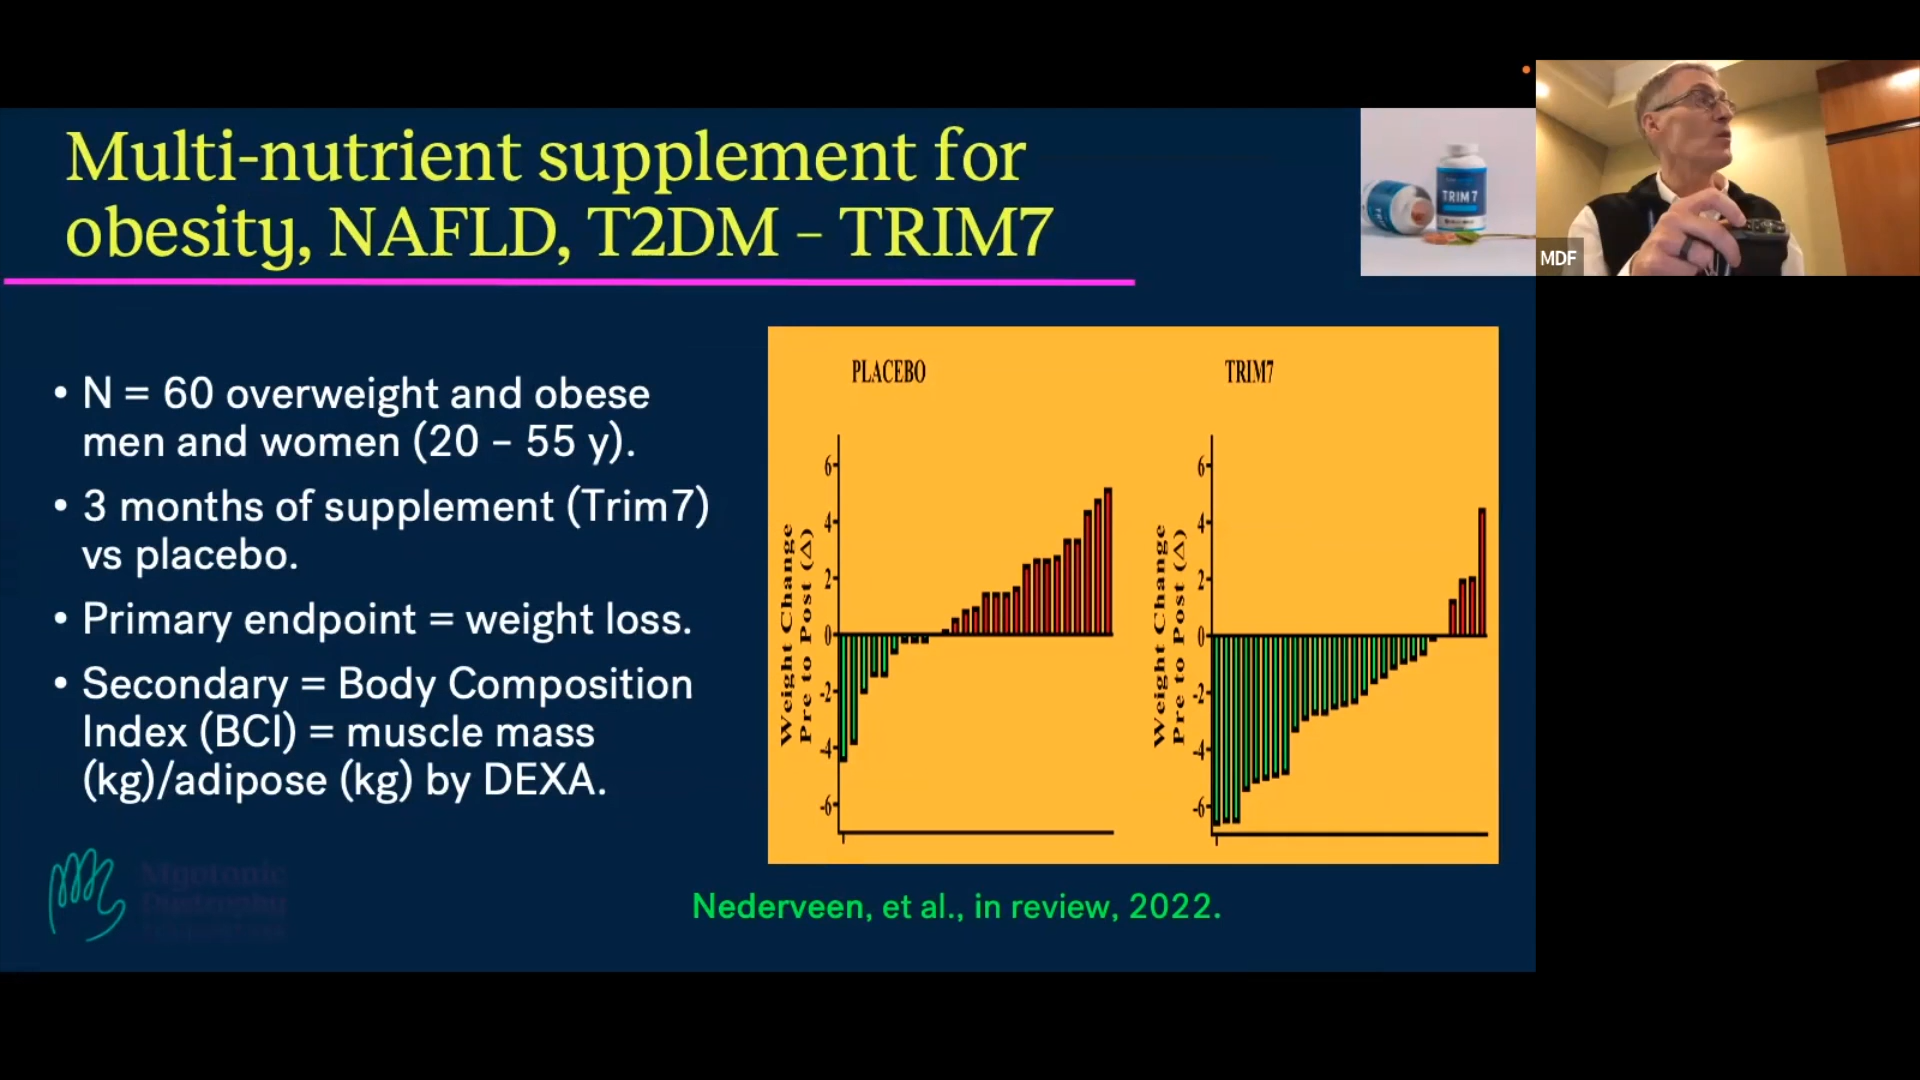 Multi-nutrient supplement for
obesity, NAFLD, T2DM – TRIM7
TRIM 7
MDF
• N = 60 overweight and obese
men and women (20 – 55 y).
• 3 months of supplement (Trim7)
vs placebo.
• Primary endpoint = weight loss.
• Secondary = Body Composition
Index (BCI) = muscle mass
(kg)/adipose (kg) by DEXA.
PLACEBO
Weight Change
Pre to Post (Δ)
6
4
2
0
-2
-4
-6
TRIM7
Weight Change
Pre to Post (Δ)
6
4
2
0
-2
-4
-6
Myotonic
Dystrophy
Nederveen, et al., in review, 2022.